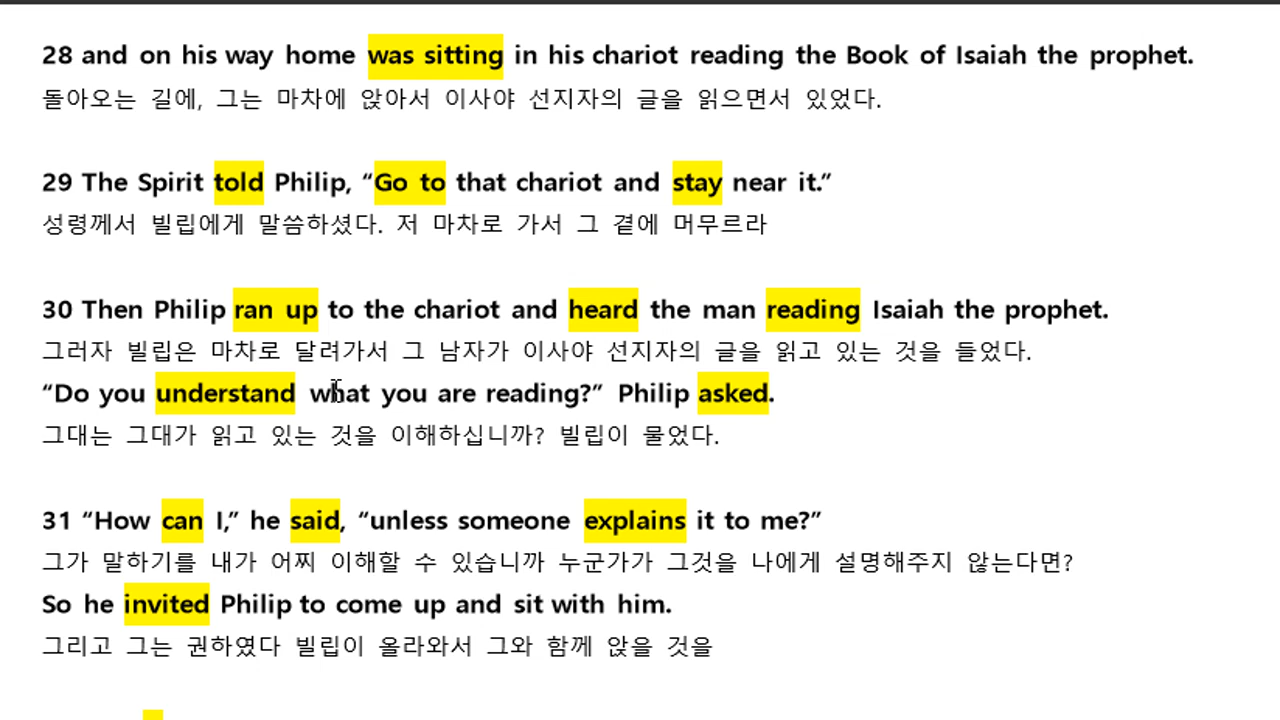 28 and on his way home was sitting in his chariot reading the Book of Isaiah the prophet.
돌아오는 길에, 그는 마차에 앉아서 이사야 선지자의 글을 읽으면서 있었다.
29 The Spirit told Philip, “Go to that chariot and stay near it.”
성령께서 빌립에게 말씀하셨다. 저 마차로 가서 그 곁에 머무르라
30 Then Philip ran up to the chariot and heard the man reading Isaiah the prophet.
그러자 빌립은 마차로 달려가서 그 남자가 이사야 선지자의 글을 읽고 있는 것을 들었다.
“Do you understand what you are reading?” Philip asked.
그대는 그대가 읽고 있는 것을 이해하십니까? 빌립이 물었다.
31 “How can I,” he said, “unless someone explains it to me?”
그가 말하기를 내가 어찌 이해할 수 있습니까 누군가가 그것을 나에게 설명해주지 않는다면?
So he invited Philip to come up and sit with him.
그리고 그는 권하였다 빌립이 올라와서 그와 함께 앉을 것을